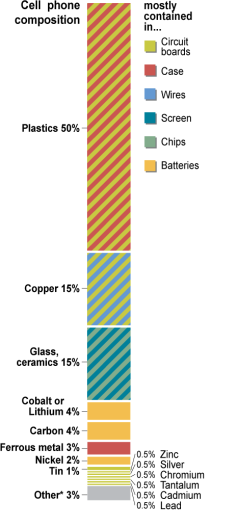 Cell phone
composition
mostly
contained
in...
Circuit
boards
Case
Wires
Screen
Chips
Batteries
Plastics 50%
Copper 15%
Glass,
ceramics 15%
Cobalt or
Lithium 4%
Carbon 4%
Ferrous metal 3%
Nickel 2%
Tin 1%
0.5% Zinc
0.5% Silver
0.5% Chromium
0.5% Tantalum
0.5% Cadmium
0.5% Lead
Other* 3%